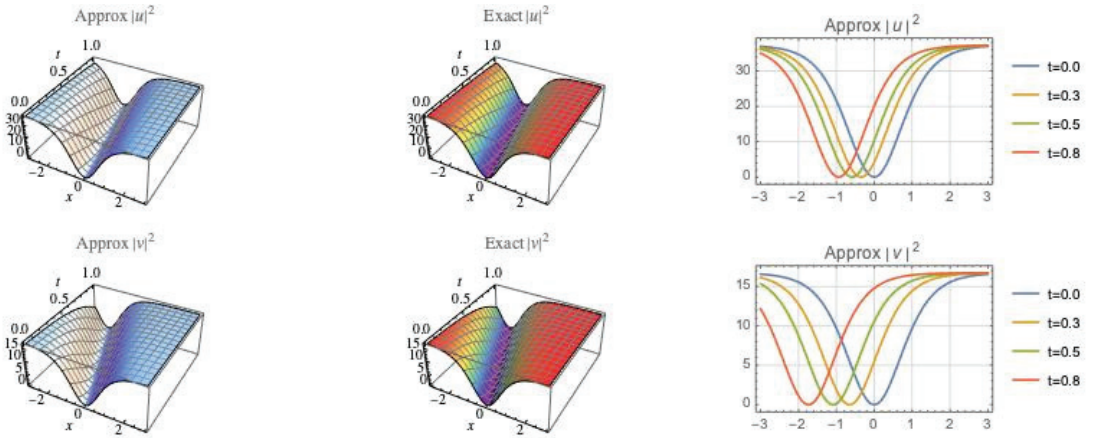 Approx |u|²
t
1.0
0.5
0.0
30
20
10
0
−2
0
x
2
Exact |u|²
t
1.0
0.5
0.0
30
20
10
0
−2
0
x
2
Approx | u | ²
30
20
10
0
−3 −2 −1 0 1 2 3
t=0.0
t=0.3
t=0.5
t=0.8
Approx |v|²
t
1.0
0.5
0.0
15
10
5
0
−2
0
x
2
Exact |v|²
t
1.0
0.5
0.0
15
10
5
0
−2
0
x
2
Approx | v | ²
15
10
5
0
−3 −2 −1 0 1 2 3
t=0.0
t=0.3
t=0.5
t=0.8